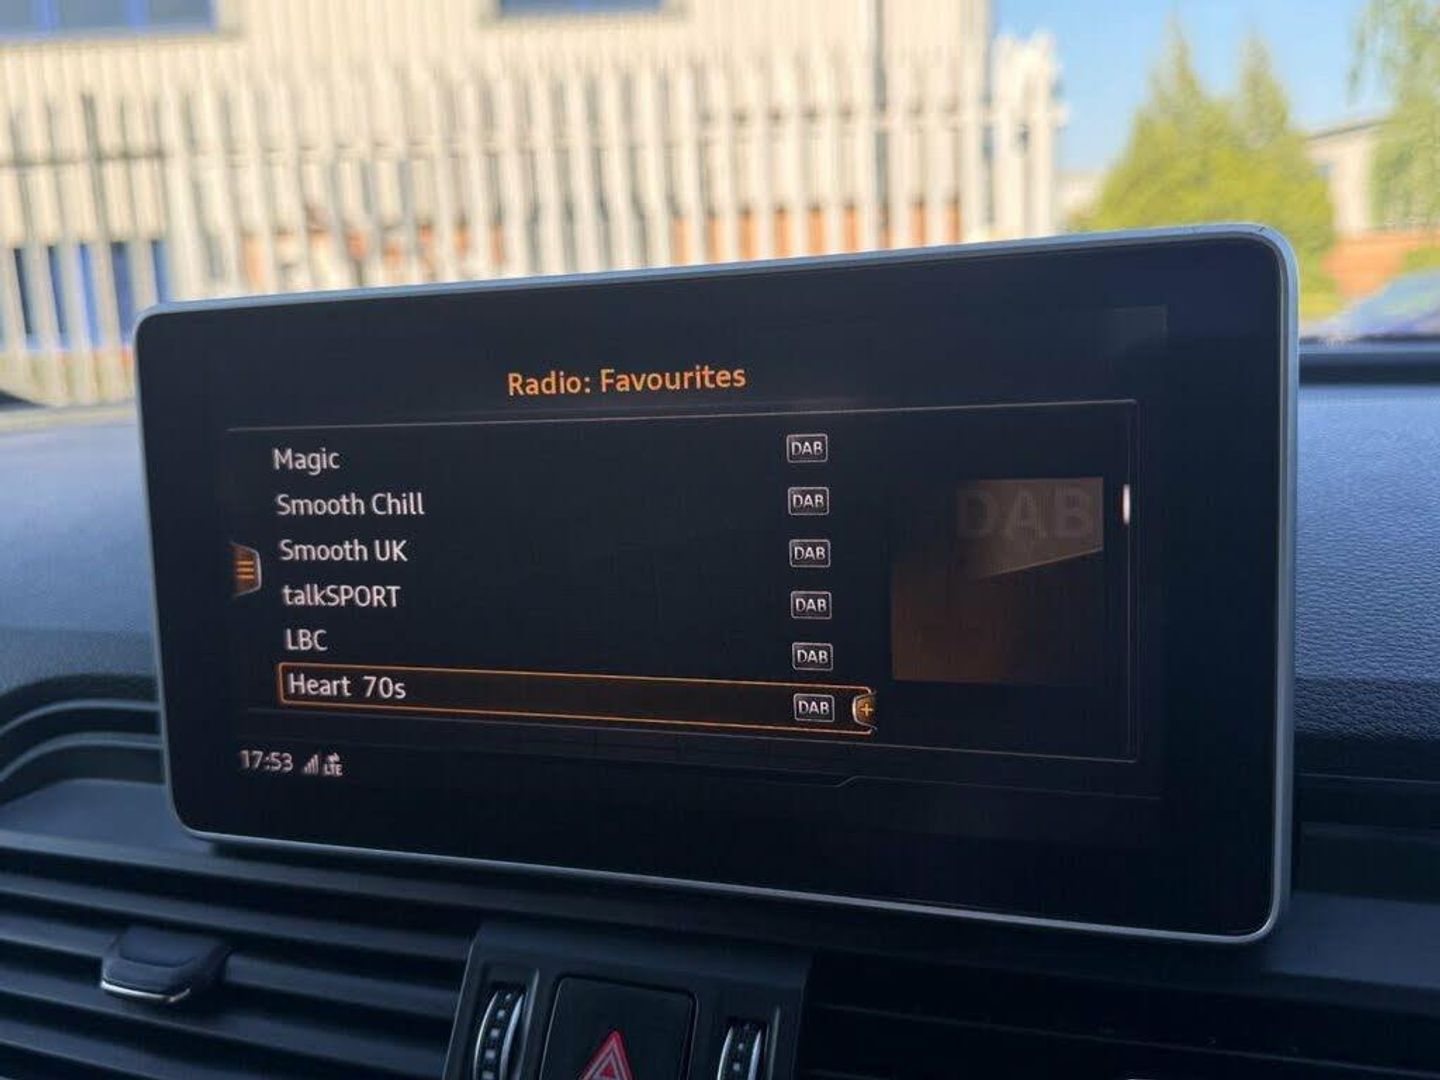 Radio: Favourites
Magic DAB
Smooth Chill DAB
Smooth UK DAB
talkSPORT DAB
LBC DAB
Heart 70s DAB
DAB
17:53 LTE